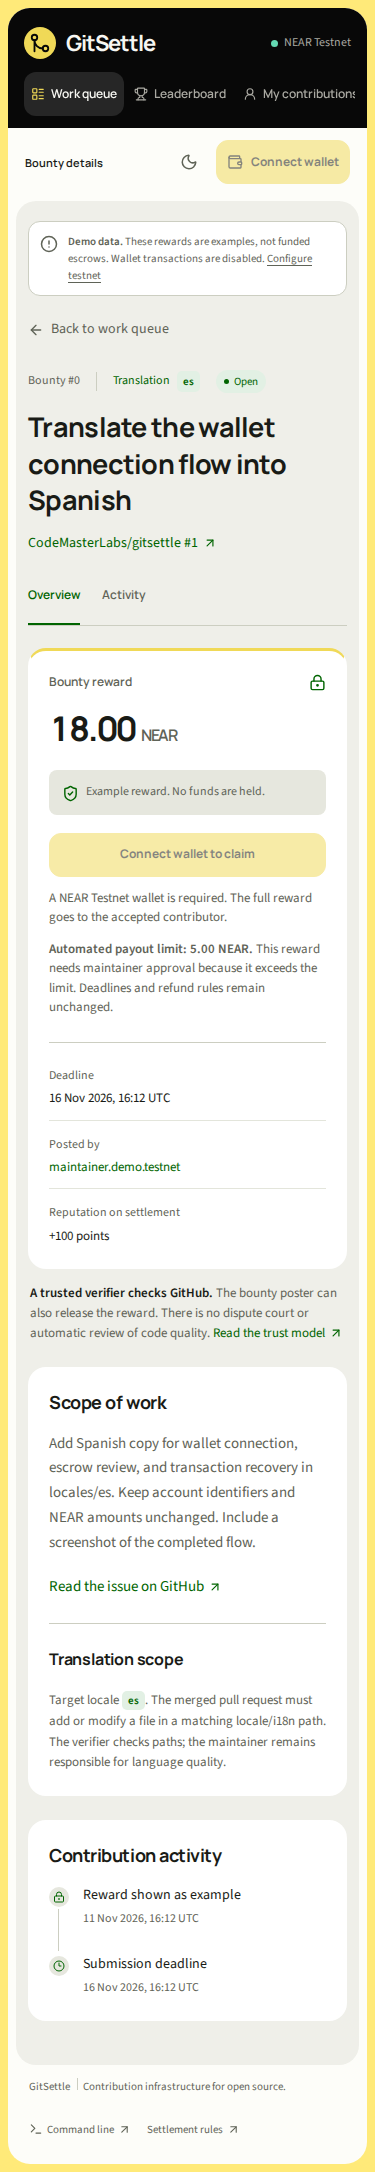 GitSettle
NEAR Testnet
Work queue
Leaderboard
My contributions
Bounty details
Connect wallet
Demo data. These rewards are examples, not funded
escrows. Wallet transactions are disabled. Configure
testnet
Back to work queue
Bounty #0
Translation es
Open
Translate the wallet
connection flow into
Spanish
CodeMasterLabs/gitsettle #1
Overview
Activity
Bounty reward
18.00 NEAR
Example reward. No funds are held.
Connect wallet to claim
A NEAR Testnet wallet is required. The full reward
goes to the accepted contributor.
Automated payout limit: 5.00 NEAR. This reward
needs maintainer approval because it exceeds the
limit. Deadlines and refund rules remain
unchanged.
Deadline
16 Nov 2026, 16:12 UTC
Posted by
maintainer.demo.testnet
Reputation on settlement
+100 points
A trusted verifier checks GitHub. The bounty poster can
also release the reward. There is no dispute court or
automatic review of code quality. Read the trust model
Scope of work
Add Spanish copy for wallet connection,
escrow review, and transaction recovery in
locales/es. Keep account identifiers and
NEAR amounts unchanged. Include a
screenshot of the completed flow.
Read the issue on GitHub
Translation scope
Target locale es. The merged pull request must
add or modify a file in a matching locale/i18n path.
The verifier checks paths; the maintainer remains
responsible for language quality.
Contribution activity
Reward shown as example
11 Nov 2026, 16:12 UTC
Submission deadline
16 Nov 2026, 16:12 UTC
GitSettle
Contribution infrastructure for open source.
Command line
Settlement rules